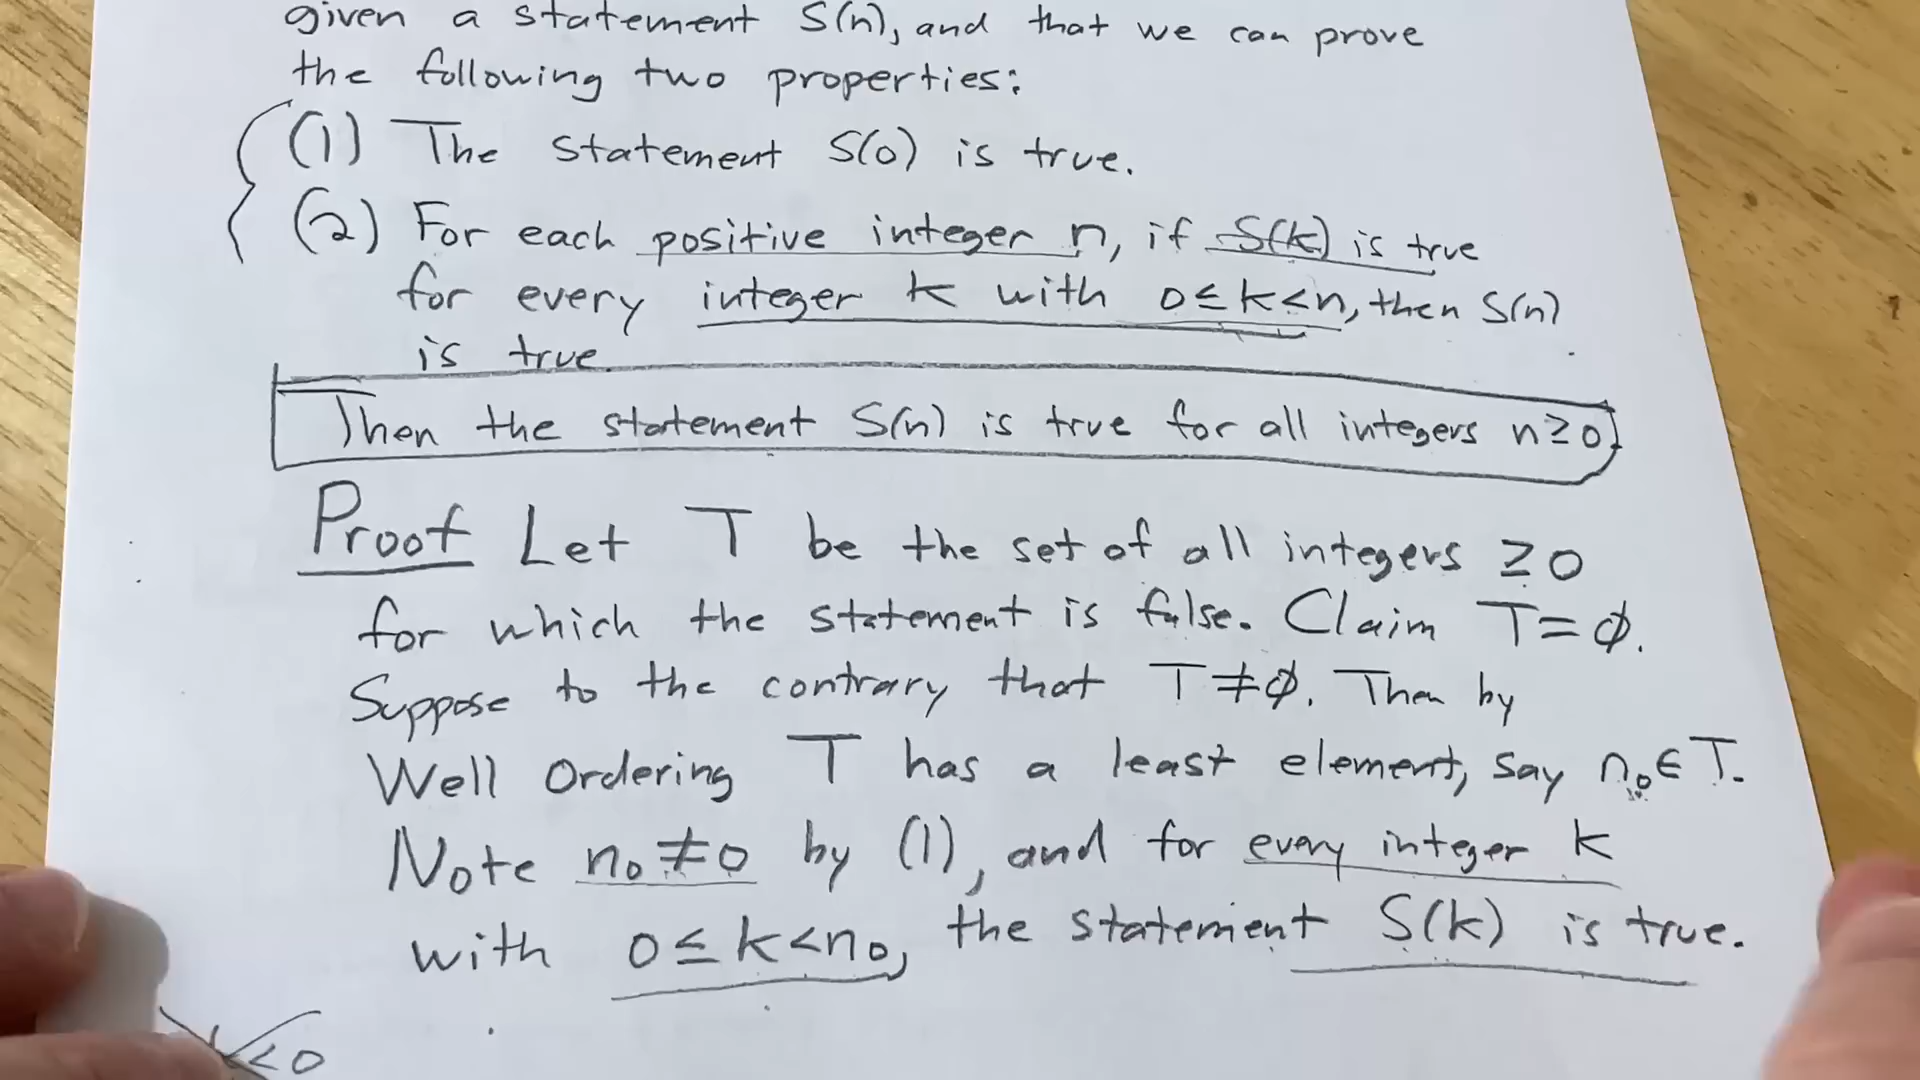 given a statement S(n), and that we can prove
the following two properties:
(1) The statement S(0) is true.
(2) For each positive integer n, if S(k) is true
for every integer k with 0≤k<n, then S(n)
is true.
Then the statement S(n) is true for all integers n≥0.
Proof Let T be the set of all integers ≥0
for which the statement is false. Claim T=∅.
Suppose to the contrary that T≠∅. Then by
Well Ordering T has a least element, say n₀∈T.
Note n₀≠0 by (1), and for every integer k
with 0≤k<n₀, the statement S(k) is true.
<0